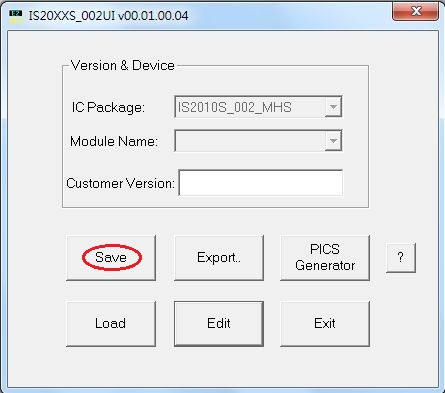 EZ
IS20XXS_002UI v00.01.00.04
Version & Device
IC Package: IS2010S_002_MHS
Module Name:
Customer Version:
Save Export.. PICS Generator ?
Load Edit Exit